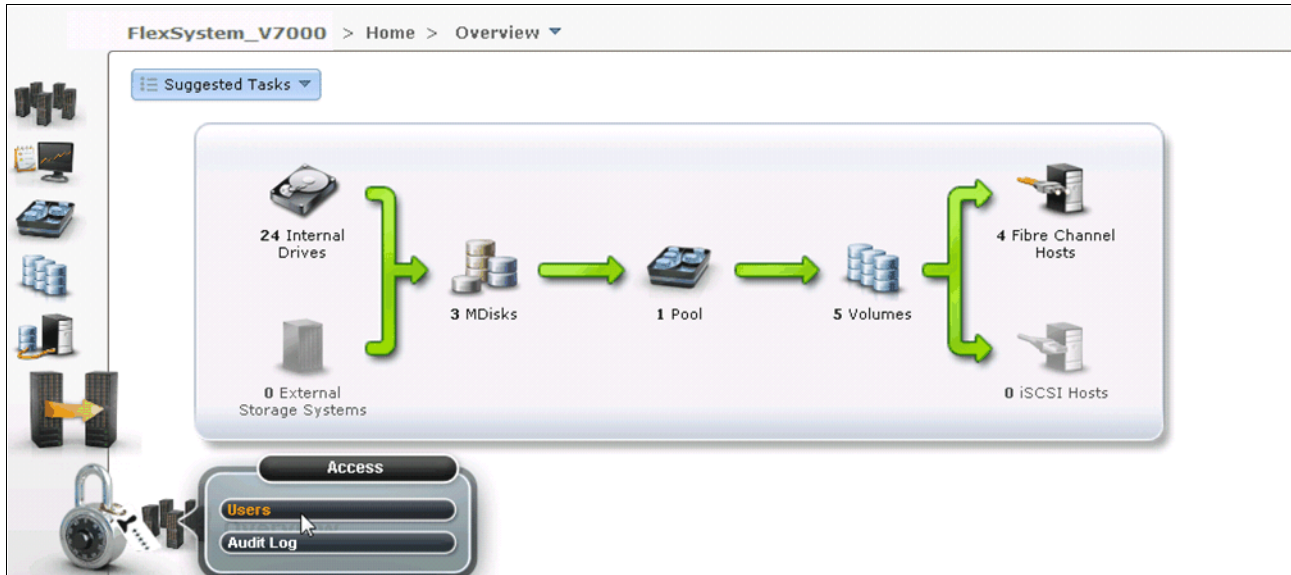 FlexSystem_V7000 > Home > Overview
Suggested Tasks
24 Internal
Drives
0 External
Storage Systems
3 MDisks
1 Pool
5 Volumes
4 Fibre Channel
Hosts
0 iSCSI Hosts
Access
Users
Audit Log